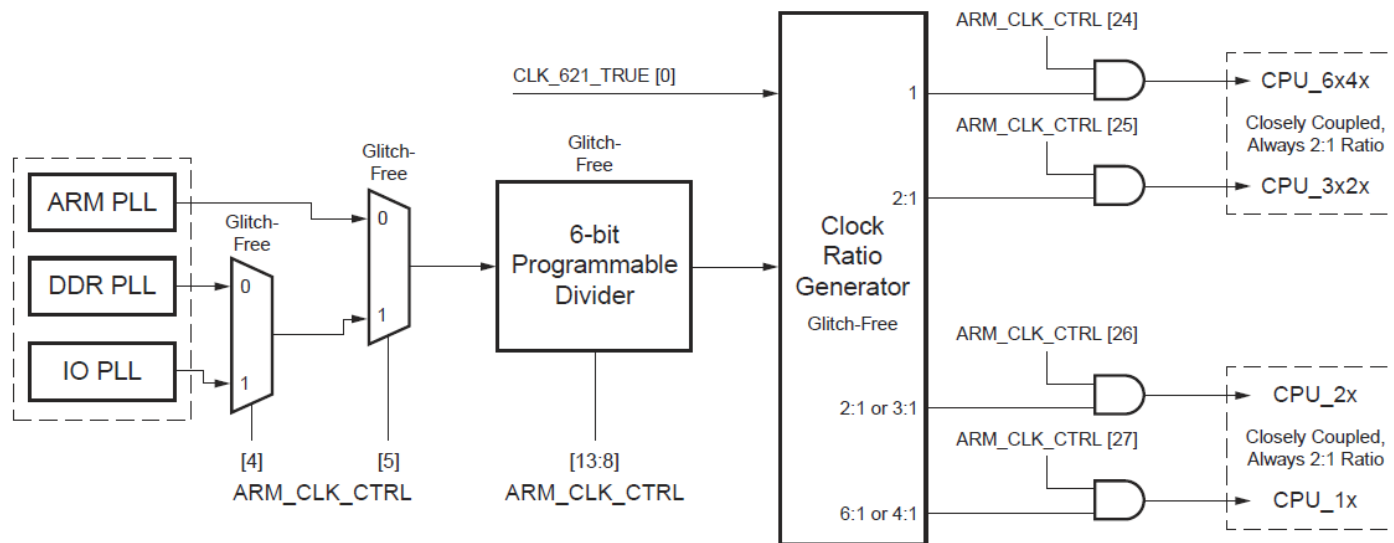 ARM PLL
DDR PLL
IO PLL
Glitch-
Free
0
1
[4]
Glitch-
Free
0
1
[5]
ARM_CLK_CTRL
CLK_621_TRUE [0]
Glitch-
Free
6-bit
Programmable
Divider
[13:8]
ARM_CLK_CTRL
Clock
Ratio
Generator
Glitch-Free
1
2:1
2:1 or 3:1
6:1 or 4:1
ARM_CLK_CTRL [24]
ARM_CLK_CTRL [25]
ARM_CLK_CTRL [26]
ARM_CLK_CTRL [27]
CPU_6x4x
Closely Coupled,
Always 2:1 Ratio
CPU_3x2x
CPU_2x
Closely Coupled,
Always 2:1 Ratio
CPU_1x